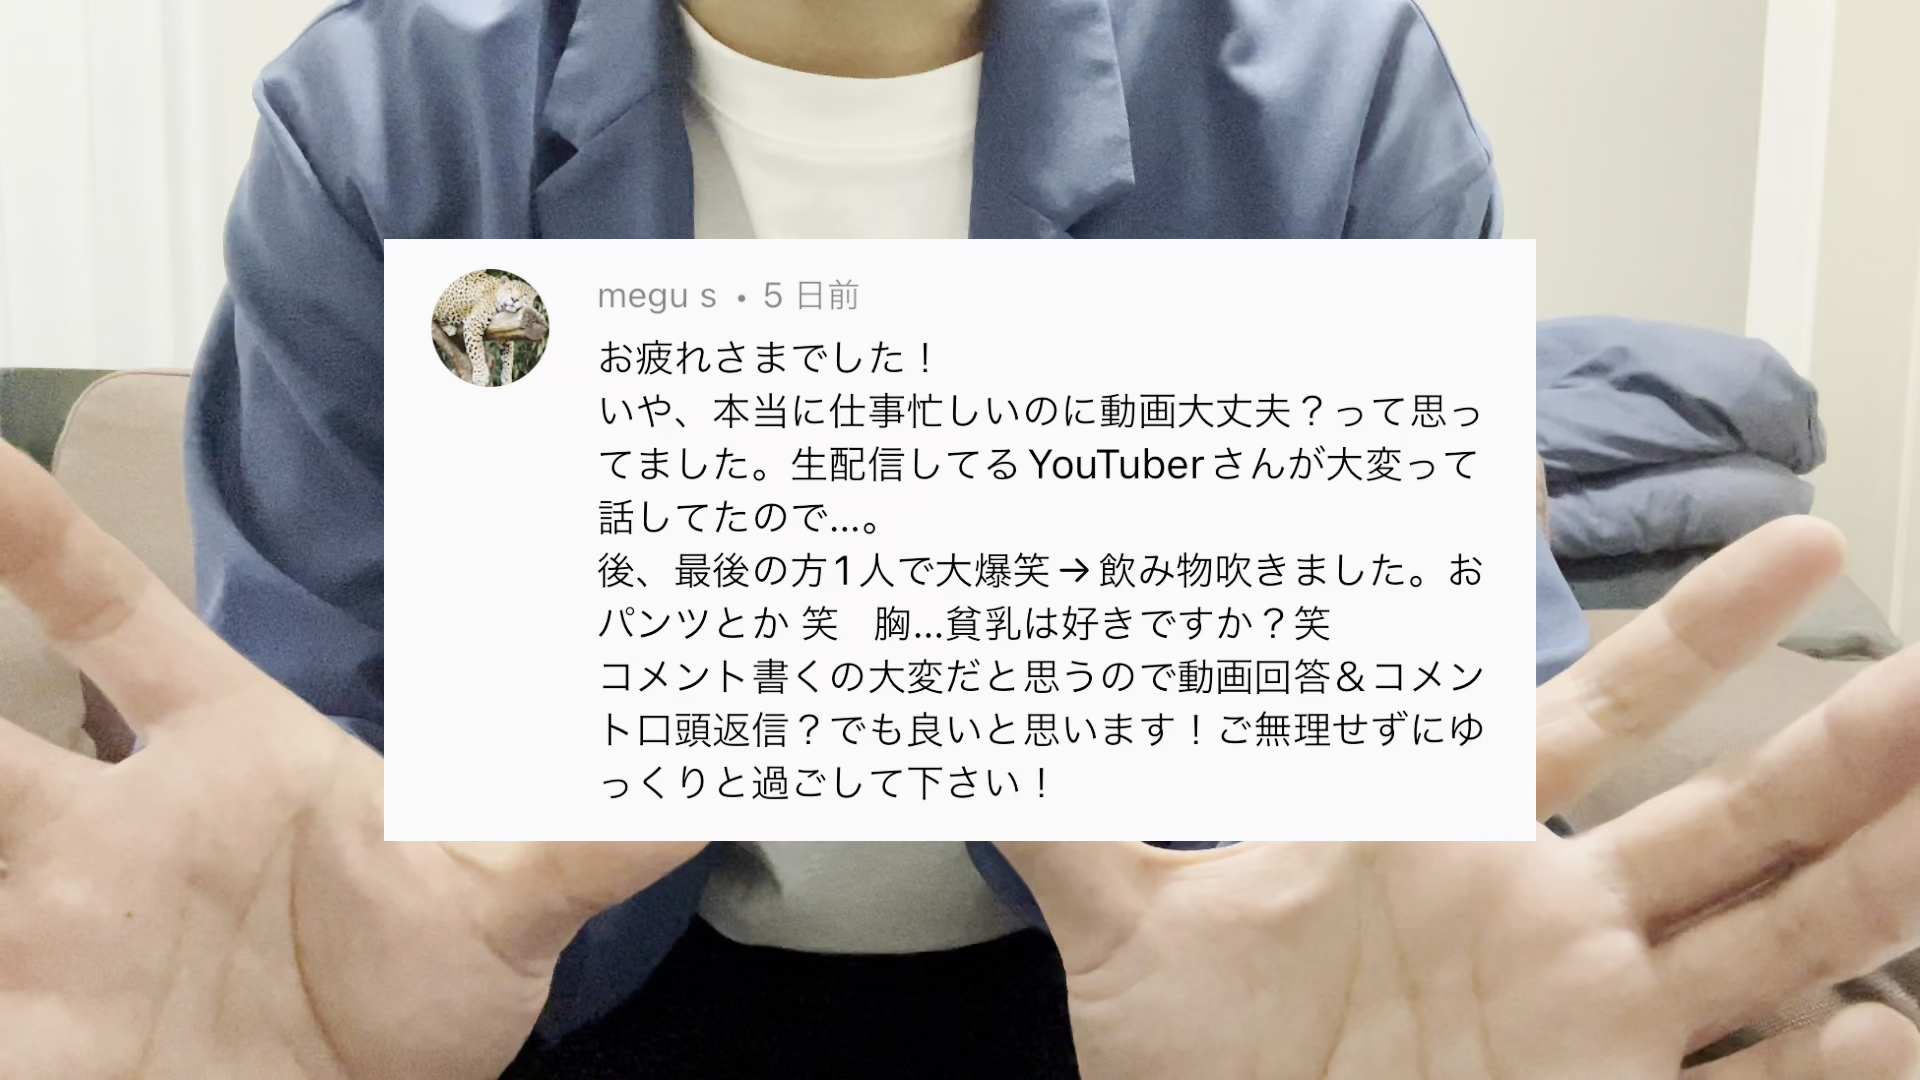 megu s • 5 日前
お疲れさまでした！
いや、本当に仕事忙しいのに動画大丈夫？って思っ
てました。生配信してるYouTuberさんが大変って
話してたので...。
後、最後の方1人で大爆笑→飲み物吹きました。お
パンツとか 笑　胸...貧乳は好きですか？笑
コメント書くの大変だと思うので動画回答＆コメン
ト口頭返信？でも良いと思います！ご無理せずにゆ
っくりと過ごして下さい！